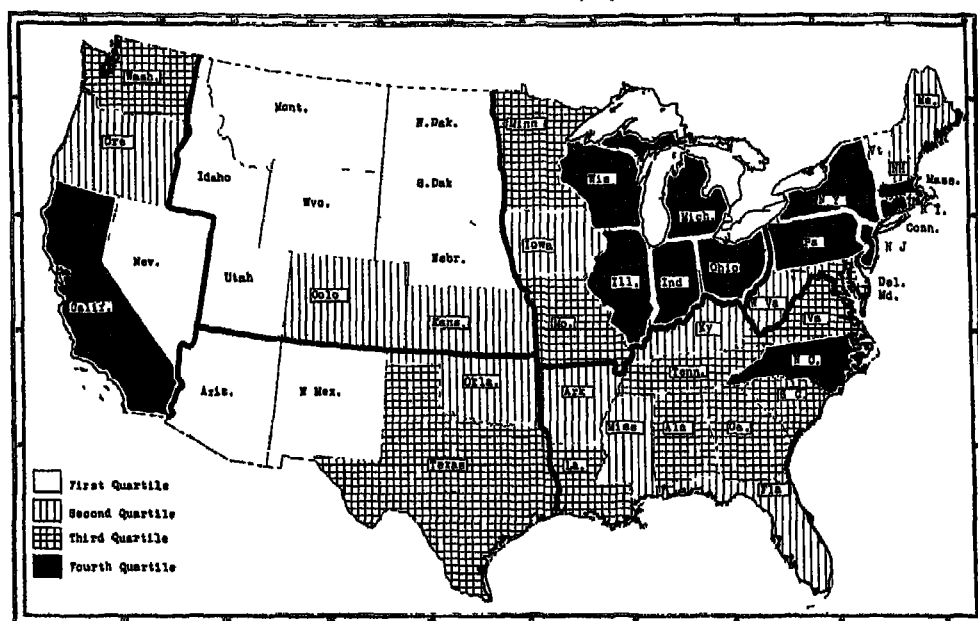 Wash.
Mont.
N.Dak.
Minn
Me.
Ore
Idaho
S.Dak
Wis
Vt.
NH
Mass.
Wyo.
Mich.
N Y.
R I.
Conn.
Iowa
Nev.
Utah
Nebr.
Ill.
Ind
Ohio
Pa
N J
Calif.
Colo
Kans.
Mo.
W Va
Va
Del.
Md.
Ky
Ariz.
N Mex.
Okla.
Ark
Tenn.
N C.
S C.
Texas
La.
Miss
Ala
Ga.
Fla
First Quartile
Second Quartile
Third Quartile
Fourth Quartile